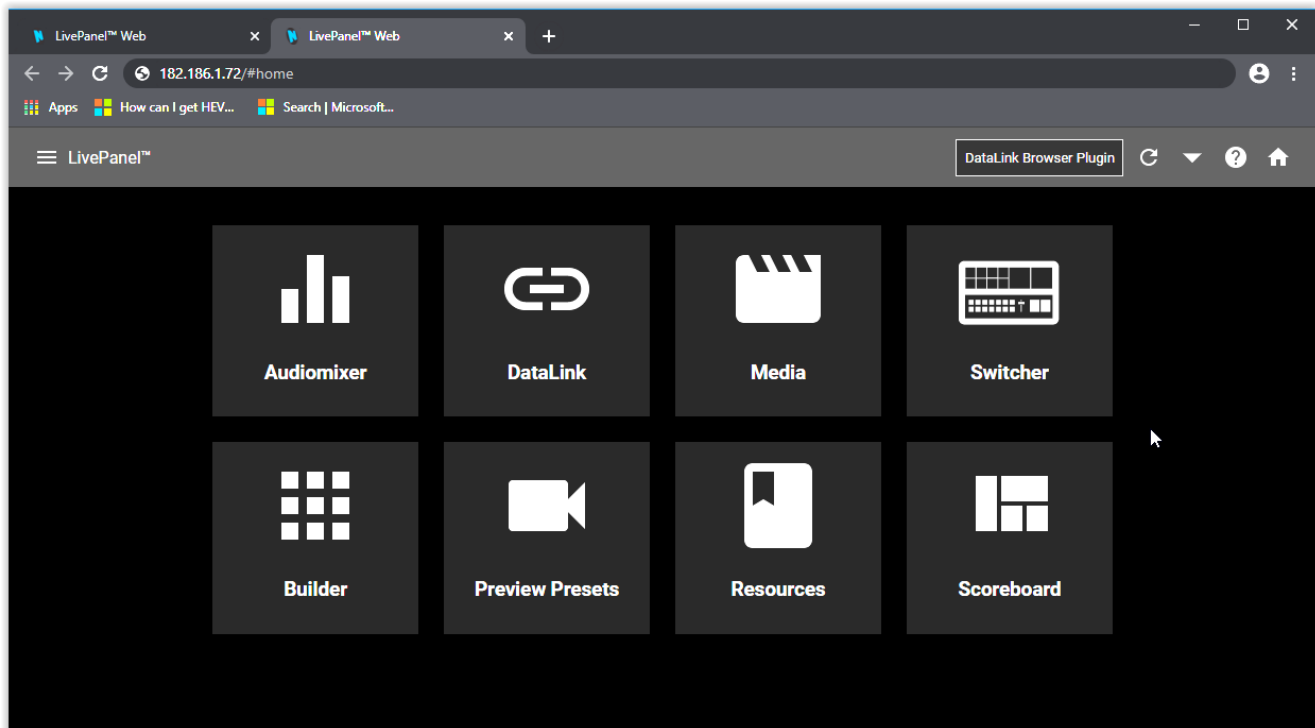 LivePanel™ Web
LivePanel™ Web
182.186.1.72/#home
Apps How can I get HEV... Search | Microsoft...
LivePanel™ DataLink Browser Plugin
Audiomixer DataLink Media Switcher
Builder Preview Presets Resources Scoreboard